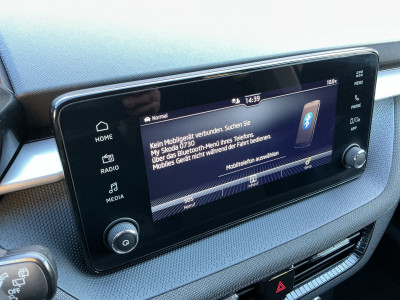 14:39
Normal
Kein Mobilgerät verbunden. Suchen Sie
My Skoda 0730
über das Bluetooth-Menü Ihres Telefons.
Mobiles Gerät nicht während der Fahrt bedienen.
Mobiltelefon auswählen
HOME
RADIO
MEDIA
MENU
PHONE